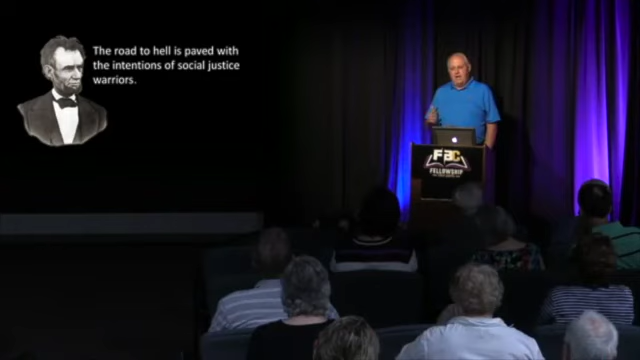 The road to hell is paved with
the intentions of social justice
warriors.
FBC
FELLOWSHIP